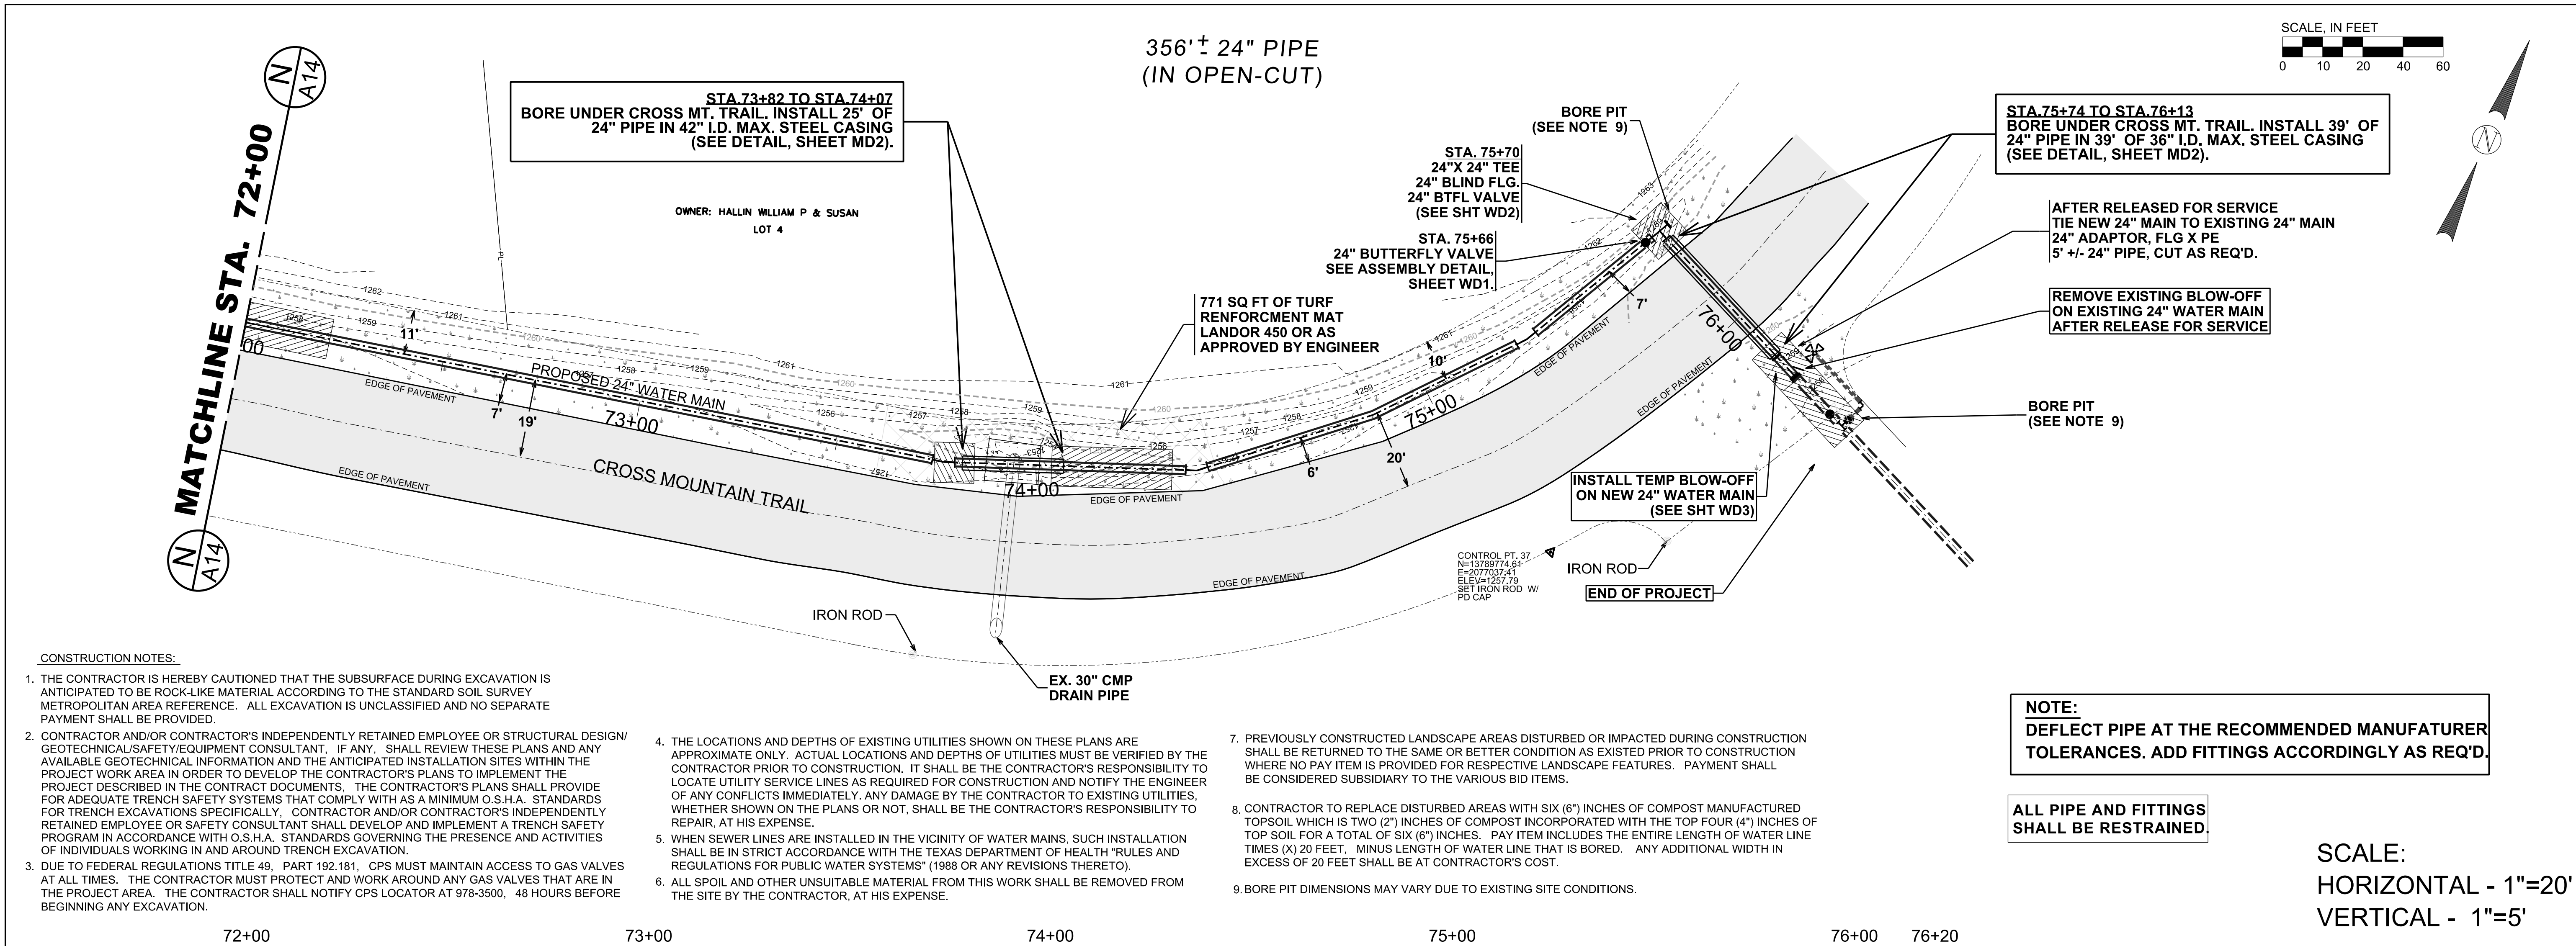 356' ± 24" PIPE
(IN OPEN-CUT)
SCALE, IN FEET
0 10 20 40 60
N
N
A14
MATCHLINE STA. 72+00
N
A14
STA.73+82 TO STA.74+07
BORE UNDER CROSS MT. TRAIL. INSTALL 25' OF
24" PIPE IN 42" I.D. MAX. STEEL CASING
(SEE DETAIL, SHEET MD2).
PL
OWNER: HALLIN WILLIAM P & SUSAN
LOT 4
BORE PIT
(SEE NOTE 9)
STA. 75+70
24"X 24" TEE
24" BLIND FLG.
24" BTFL VALVE
(SEE SHT WD2)
STA. 75+66
24" BUTTERFLY VALVE
SEE ASSEMBLY DETAIL,
SHEET WD1.
STA.75+74 TO STA.76+13
BORE UNDER CROSS MT. TRAIL. INSTALL 39' OF
24" PIPE IN 39' OF 36" I.D. MAX. STEEL CASING
(SEE DETAIL, SHEET MD2).
AFTER RELEASED FOR SERVICE
TIE NEW 24" MAIN TO EXISTING 24" MAIN
24" ADAPTOR, FLG X PE
5' +/- 24" PIPE, CUT AS REQ'D.
REMOVE EXISTING BLOW-OFF
ON EXISTING 24" WATER MAIN
AFTER RELEASE FOR SERVICE
771 SQ FT OF TURF
RENFORCMENT MAT
LANDOR 450 OR AS
APPROVED BY ENGINEER
BORE PIT
(SEE NOTE 9)
INSTALL TEMP BLOW-OFF
ON NEW 24" WATER MAIN
(SEE SHT WD3)
1262
1261
1258
1259
1260
11'
00
EDGE OF PAVEMENT
PROPOSED 24" WATER MAIN
1257
1258
1259
1261
1260
7'
19'
73+00
1256
1257
1258
1259
1261
1260
CROSS MOUNTAIN TRAIL
EDGE OF PAVEMENT
1257
1253
1256
74+00
EDGE OF PAVEMENT
1257
1258
1259
1260
1261
10'
6'
20'
75+00
EDGE OF PAVEMENT
7'
1262
1263
76+00
EDGE OF PAVEMENT
1260
EDGE OF PAVEMENT
CONTROL PT. 37
N=13789774.61
E=2077037.41
ELEV=1257.79
SET IRON ROD W/
PD CAP
IRON ROD
END OF PROJECT
IRON ROD
EX. 30" CMP
DRAIN PIPE
CONSTRUCTION NOTES:
1. THE CONTRACTOR IS HEREBY CAUTIONED THAT THE SUBSURFACE DURING EXCAVATION IS
ANTICIPATED TO BE ROCK-LIKE MATERIAL ACCORDING TO THE STANDARD SOIL SURVEY
METROPOLITAN AREA REFERENCE. ALL EXCAVATION IS UNCLASSIFIED AND NO SEPARATE
PAYMENT SHALL BE PROVIDED.
2. CONTRACTOR AND/OR CONTRACTOR'S INDEPENDENTLY RETAINED EMPLOYEE OR STRUCTURAL DESIGN/
GEOTECHNICAL/SAFETY/EQUIPMENT CONSULTANT, IF ANY, SHALL REVIEW THESE PLANS AND ANY
AVAILABLE GEOTECHNICAL INFORMATION AND THE ANTICIPATED INSTALLATION SITES WITHIN THE
PROJECT WORK AREA IN ORDER TO DEVELOP THE CONTRACTOR'S PLANS TO IMPLEMENT THE
PROJECT DESCRIBED IN THE CONTRACT DOCUMENTS, THE CONTRACTOR'S PLANS SHALL PROVIDE
FOR ADEQUATE TRENCH SAFETY SYSTEMS THAT COMPLY WITH AS A MINIMUM O.S.H.A. STANDARDS
FOR TRENCH EXCAVATIONS SPECIFICALLY, CONTRACTOR AND/OR CONTRACTOR'S INDEPENDENTLY
RETAINED EMPLOYEE OR SAFETY CONSULTANT SHALL DEVELOP AND IMPLEMENT A TRENCH SAFETY
PROGRAM IN ACCORDANCE WITH O.S.H.A. STANDARDS GOVERNING THE PRESENCE AND ACTIVITIES
OF INDIVIDUALS WORKING IN AND AROUND TRENCH EXCAVATION.
3. DUE TO FEDERAL REGULATIONS TITLE 49, PART 192.181, CPS MUST MAINTAIN ACCESS TO GAS VALVES
AT ALL TIMES. THE CONTRACTOR MUST PROTECT AND WORK AROUND ANY GAS VALVES THAT ARE IN
THE PROJECT AREA. THE CONTRACTOR SHALL NOTIFY CPS LOCATOR AT 978-3500, 48 HOURS BEFORE
BEGINNING ANY EXCAVATION.
4. THE LOCATIONS AND DEPTHS OF EXISTING UTILITIES SHOWN ON THESE PLANS ARE
APPROXIMATE ONLY. ACTUAL LOCATIONS AND DEPTHS OF UTILITIES MUST BE VERIFIED BY THE
CONTRACTOR PRIOR TO CONSTRUCTION. IT SHALL BE THE CONTRACTOR'S RESPONSIBILITY TO
LOCATE UTILITY SERVICE LINES AS REQUIRED FOR CONSTRUCTION AND NOTIFY THE ENGINEER
OF ANY CONFLICTS IMMEDIATELY. ANY DAMAGE BY THE CONTRACTOR TO EXISTING UTILITIES,
WHETHER SHOWN ON THE PLANS OR NOT, SHALL BE THE CONTRACTOR'S RESPONSIBILITY TO
REPAIR, AT HIS EXPENSE.
5. WHEN SEWER LINES ARE INSTALLED IN THE VICINITY OF WATER MAINS, SUCH INSTALLATION
SHALL BE IN STRICT ACCORDANCE WITH THE TEXAS DEPARTMENT OF HEALTH "RULES AND
REGULATIONS FOR PUBLIC WATER SYSTEMS" (1988 OR ANY REVISIONS THERETO).
6. ALL SPOIL AND OTHER UNSUITABLE MATERIAL FROM THIS WORK SHALL BE REMOVED FROM
THE SITE BY THE CONTRACTOR, AT HIS EXPENSE.
7. PREVIOUSLY CONSTRUCTED LANDSCAPE AREAS DISTURBED OR IMPACTED DURING CONSTRUCTION
SHALL BE RETURNED TO THE SAME OR BETTER CONDITION AS EXISTED PRIOR TO CONSTRUCTION
WHERE NO PAY ITEM IS PROVIDED FOR RESPECTIVE LANDSCAPE FEATURES. PAYMENT SHALL
BE CONSIDERED SUBSIDIARY TO THE VARIOUS BID ITEMS.
8. CONTRACTOR TO REPLACE DISTURBED AREAS WITH SIX (6") INCHES OF COMPOST MANUFACTURED
TOPSOIL WHICH IS TWO (2") INCHES OF COMPOST INCORPORATED WITH THE TOP FOUR (4") INCHES OF
TOP SOIL FOR A TOTAL OF SIX (6") INCHES. PAY ITEM INCLUDES THE ENTIRE LENGTH OF WATER LINE
TIMES (X) 20 FEET, MINUS LENGTH OF WATER LINE THAT IS BORED. ANY ADDITIONAL WIDTH IN
EXCESS OF 20 FEET SHALL BE AT CONTRACTOR'S COST.
9. BORE PIT DIMENSIONS MAY VARY DUE TO EXISTING SITE CONDITIONS.
NOTE:
DEFLECT PIPE AT THE RECOMMENDED MANUFATURER
TOLERANCES. ADD FITTINGS ACCORDINGLY AS REQ'D.
ALL PIPE AND FITTINGS
SHALL BE RESTRAINED.
SCALE:
HORIZONTAL - 1"=20'
VERTICAL - 1"=5'
72+00 73+00 74+00 75+00 76+00 76+20